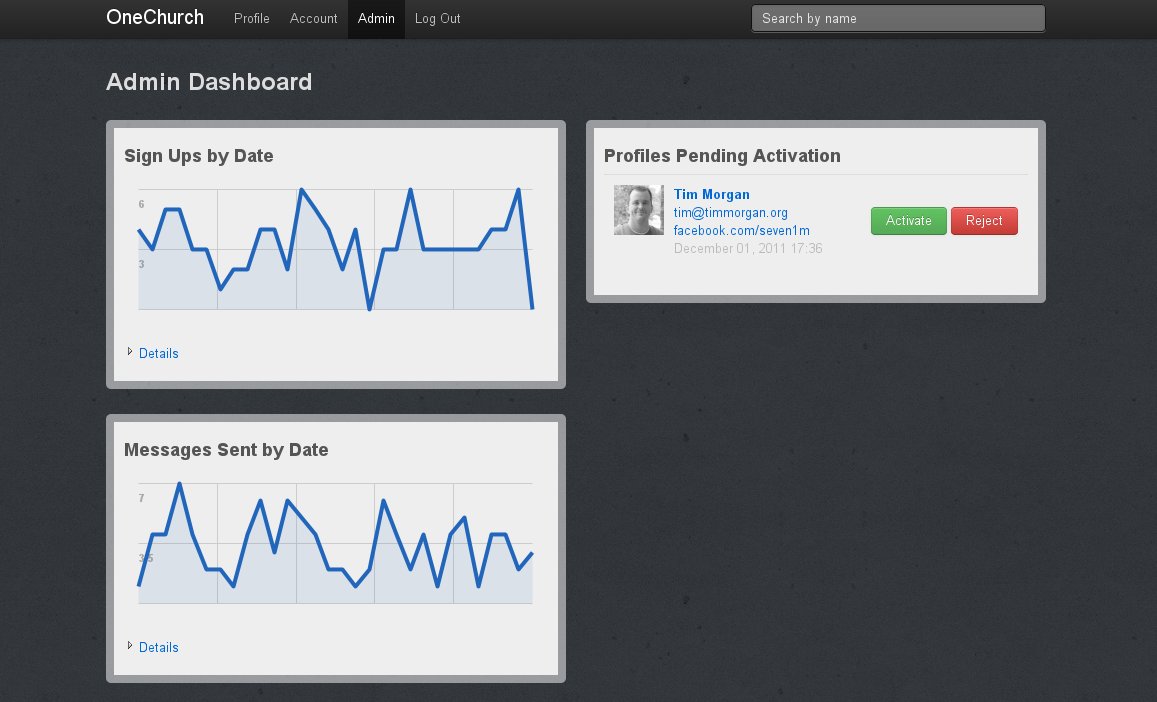 OneChurch Profile Account Admin Log Out Search by name
Admin Dashboard
Sign Ups by Date
6
3
Details
Profiles Pending Activation
Tim Morgan
tim@timmorgan.org
facebook.com/seven1m
December 01, 2011 17:36
Activate Reject
Messages Sent by Date
7
3.5
Details